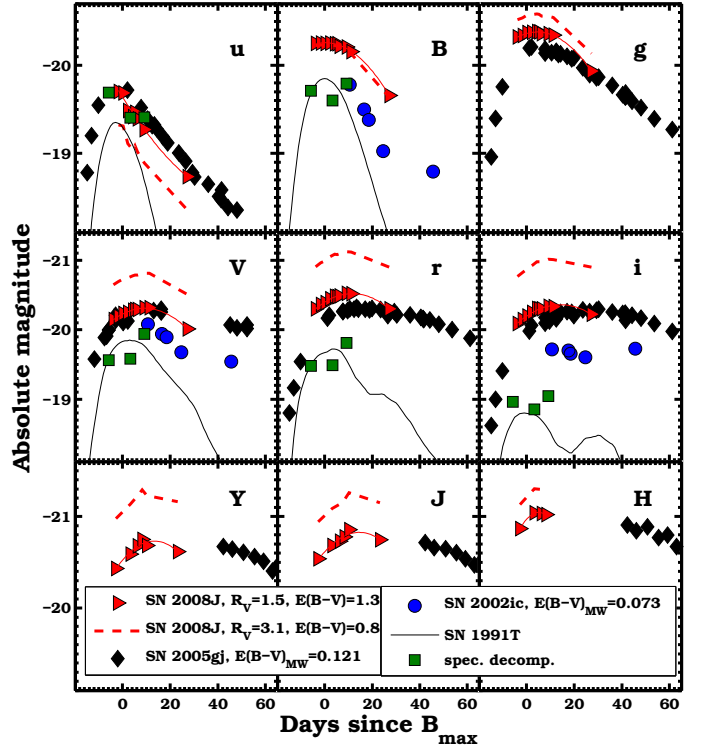 u
B
g
−20
−19
V
r
i
−21
−20
−19
Y
J
H
−21
−20
SN 2008J, R_V=1.5, E(B−V)=1.3
SN 2008J, R_V=3.1, E(B−V)=0.8
SN 2005gj, E(B−V)_MW=0.121
SN 2002ic, E(B−V)_MW=0.073
SN 1991T
spec. decomp.
0 20 40 60 0 20 40 60 0 20 40 60
Days since B_max
Absolute magnitude